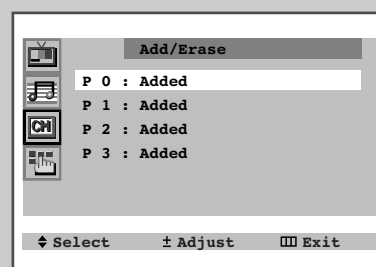 Add/Erase
P 0 : Added
P 1 : Added
CH
P 2 : Added
P 3 : Added
Select ± Adjust Exit